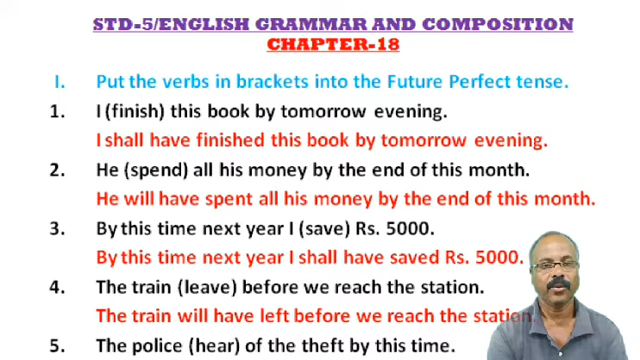 STD-5/ENGLISH GRAMMAR AND COMPOSITION
CHAPTER-18
I. Put the verbs in brackets into the Future Perfect tense.
1. I (finish) this book by tomorrow evening.
I shall have finished this book by tomorrow evening.
2. He (spend) all his money by the end of this month.
He will have spent all his money by the end of this month.
3. By this time next year I (save) Rs. 5000.
By this time next year I shall have saved Rs. 5000.
4. The train (leave) before we reach the station.
The train will have left before we reach the station
5. The police (hear) of the theft by this time.